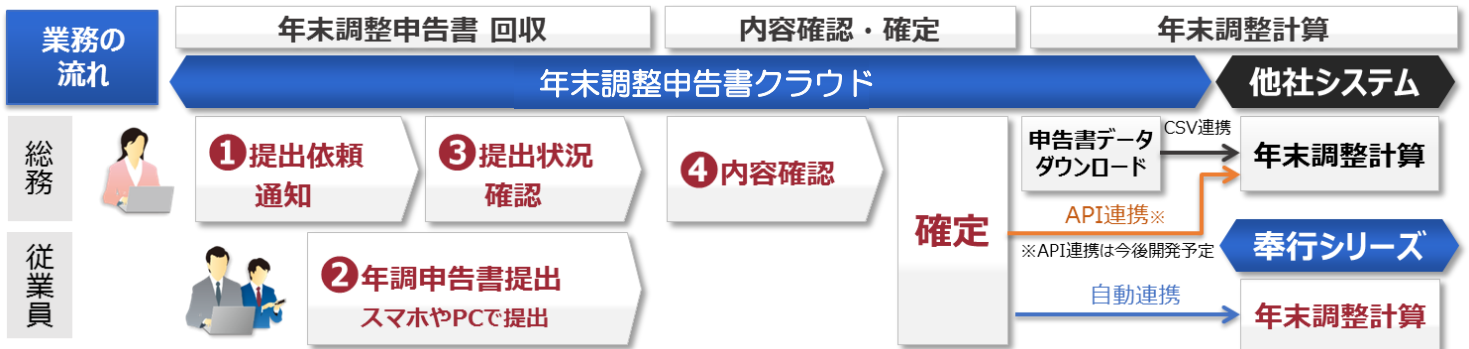 業務の
流れ
年末調整申告書 回収
内容確認・確定
年末調整計算
年末調整申告書クラウド
他社システム
総務
❶提出依頼
通知
❸提出状況
確認
❹内容確認
確定
申告書データ
ダウンロード
CSV連携
年末調整計算
API連携※
※API連携は今後開発予定
奉行シリーズ
従業員
❷年調申告書提出
スマホやPCで提出
自動連携
年末調整計算